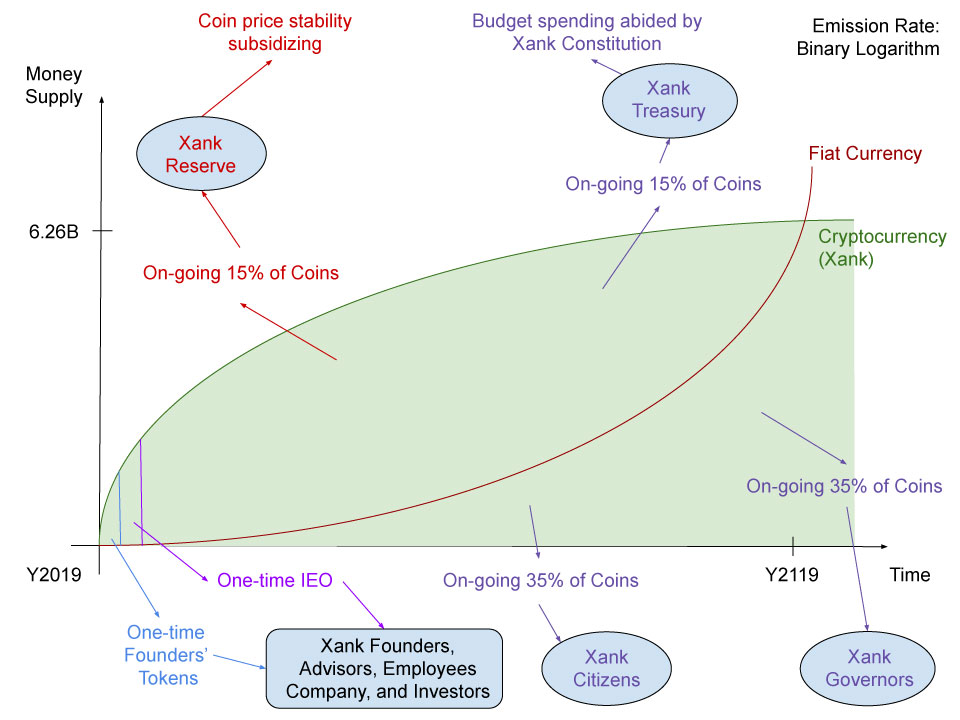 Coin price stability
subsidizing
Budget spending abided by
Xank Constitution
Emission Rate:
Binary Logarithm
Money
Supply
Xank
Reserve
Xank
Treasury
Fiat Currency
On-going 15% of Coins
6.26B
Cryptocurrency
(Xank)
On-going 15% of Coins
On-going 35% of Coins
Y2019
One-time IEO
On-going 35% of Coins
Y2119
Time
One-time
Founders’
Tokens
Xank Founders,
Advisors, Employees
Company, and Investors
Xank
Citizens
Xank
Governors